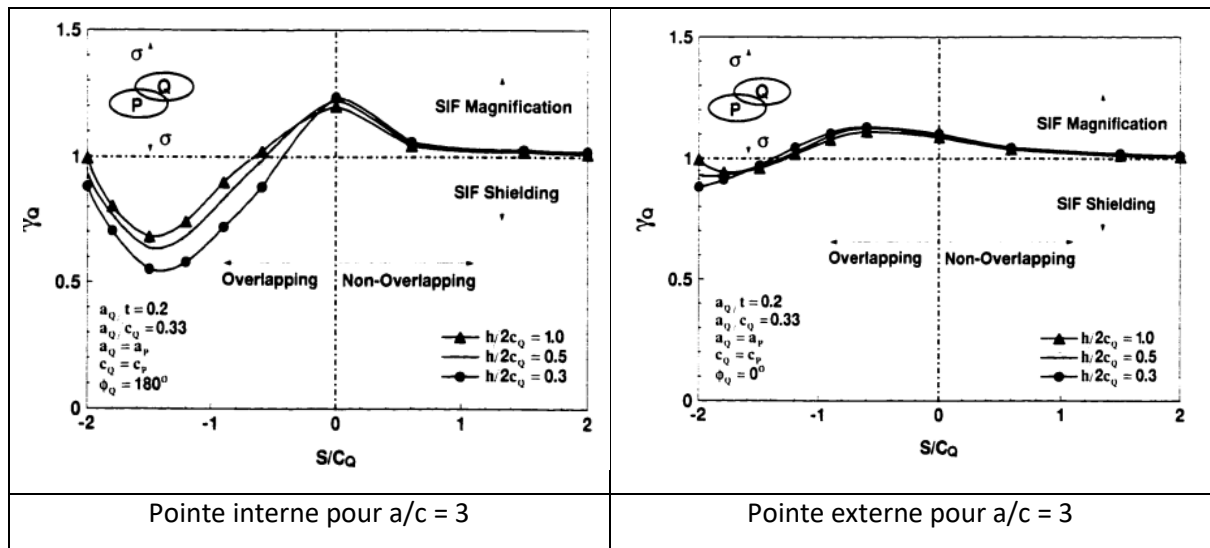 1.5
σ
Q
P
σ
SIF Magnification
1
SIF Shielding
γQ
Overlapping
Non-Overlapping
0.5
aQ/ t = 0.2
aQ/ cQ = 0.33
aQ = aP
cQ = cP
ϕQ = 180°
h/2cQ = 1.0
h/2cQ = 0.5
h/2cQ = 0.3
0
-2 -1 0 1 2
S/CQ
1.5
σ
Q
P
σ
SIF Magnification
1
SIF Shielding
γQ
Overlapping
Non-Overlapping
0.5
aQ/ t = 0.2
aQ/ cQ = 0.33
aQ = aP
cQ = cP
ϕQ = 0°
h/2cQ = 1.0
h/2cQ = 0.5
h/2cQ = 0.3
0
-2 -1 0 1 2
S/CQ
Pointe interne pour a/c = 3
Pointe externe pour a/c = 3